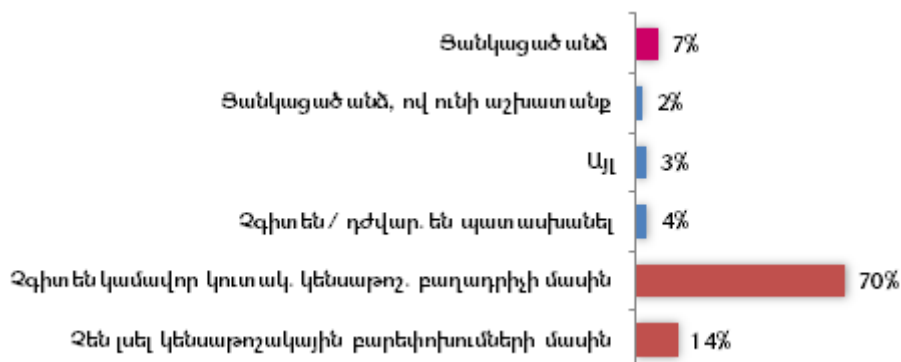 Ցանկացած անձ 7%
Ցանկացած անձ, ով ունի աշխատանք 2%
Այլ 3%
Չգիտեն / դժվար. են պատասխանել 4%
Չգիտեն կամավոր կուտակ. կենսաթոշ. բաղադրիչի մասին 70%
Չեն լսել կենսաթոշակային բարեփոխումների մասին 14%